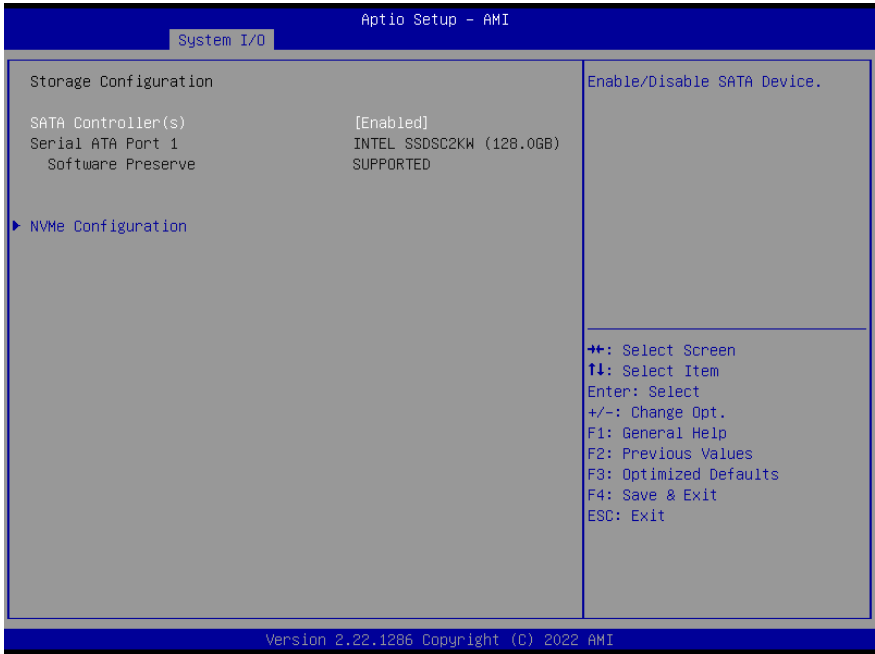 Aptio Setup – AMI
System I/O
Storage Configuration
SATA Controller(s) [Enabled]
Serial ATA Port 1 INTEL SSDSC2KW (128.0GB)
Software Preserve SUPPORTED
NVMe Configuration
Enable/Disable SATA Device.
→←: Select Screen
↑↓: Select Item
Enter: Select
+/-: Change Opt.
F1: General Help
F2: Previous Values
F3: Optimized Defaults
F4: Save & Exit
ESC: Exit
Version 2.22.1286 Copyright (C) 2022 AMI